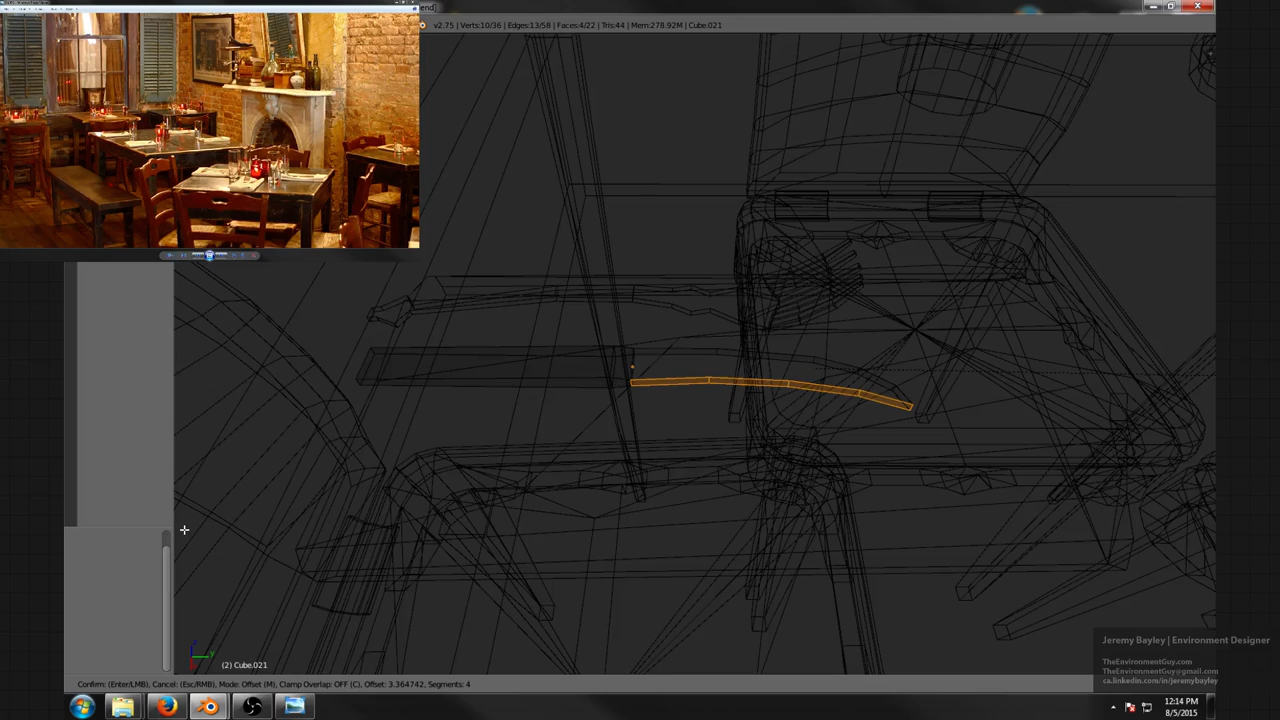 end]
v2.75 | Verts:10/36 | Edges:13/58 | Faces:4/22 | Tris:44 | Mem:278.92M | Cube.021
(2) Cube.021
Confirm: (Enter/LMB), Cancel: (Esc/RMB), Mode: Offset (M), Clamp Overlap: OFF (C), Offset: 3.364742, Segments: 4
Jeremy Bayley | Environment Designer
TheEnvironmentGuy.com
TheEnvironmentGuy@gmail.com
ca.linkedin.com/in/jeremybayley
12:14 PM
8/5/2015